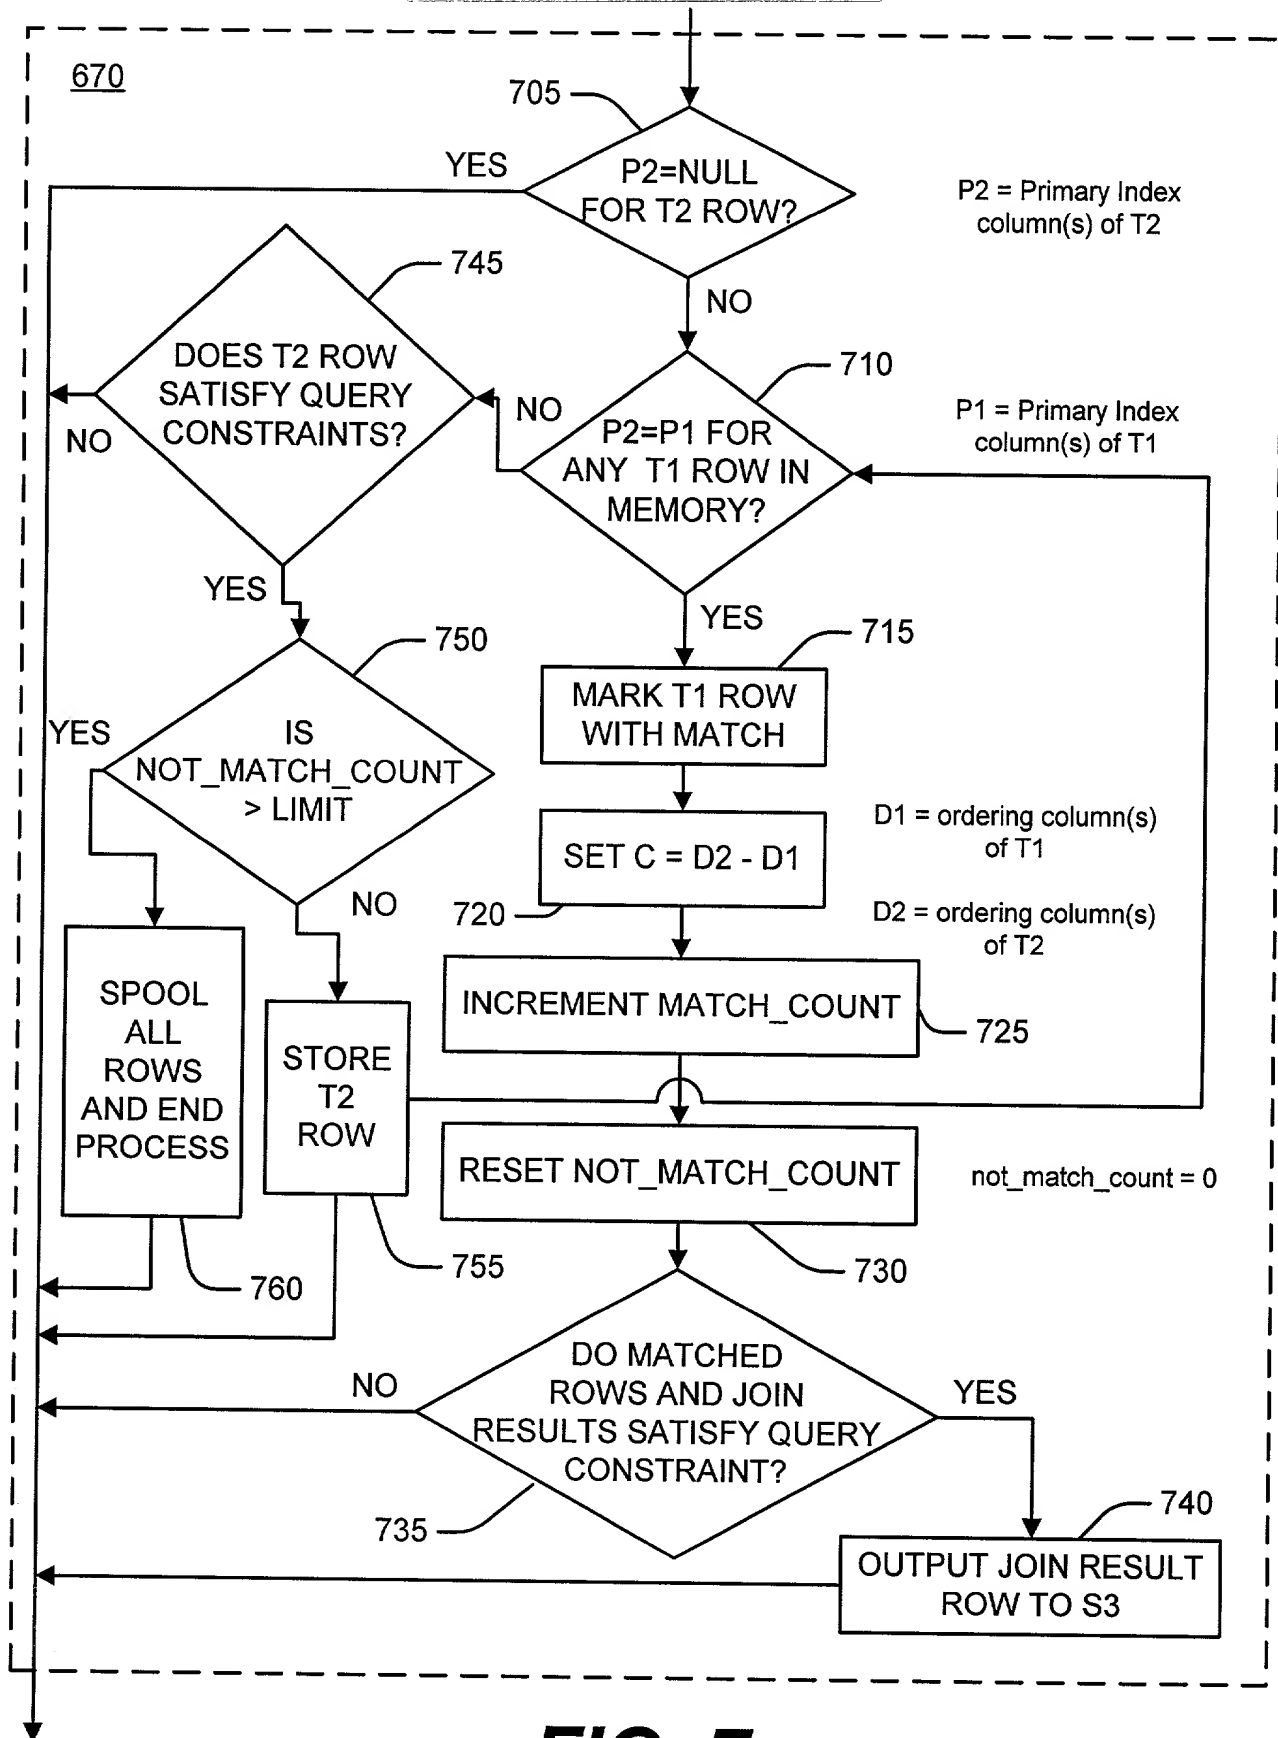 670
705
YES
P2=NULL
FOR T2 ROW?
P2 = Primary Index
column(s) of T2
745
NO
DOES T2 ROW
SATISFY QUERY
CONSTRAINTS?
NO
710
NO
P2=P1 FOR
ANY T1 ROW IN
MEMORY?
P1 = Primary Index
column(s) of T1
YES
YES
715
750
MARK T1 ROW
WITH MATCH
YES
IS
NOT_MATCH_COUNT
> LIMIT
D1 = ordering column(s)
of T1
SET C = D2 - D1
NO
720
D2 = ordering column(s)
of T2
SPOOL
ALL
ROWS
AND END
PROCESS
INCREMENT MATCH_COUNT
725
STORE
T2
ROW
RESET NOT_MATCH_COUNT
not_match_count = 0
760
755
730
DO MATCHED
ROWS AND JOIN
RESULTS SATISFY QUERY
CONSTRAINT?
NO
YES
735
740
OUTPUT JOIN RESULT
ROW TO S3